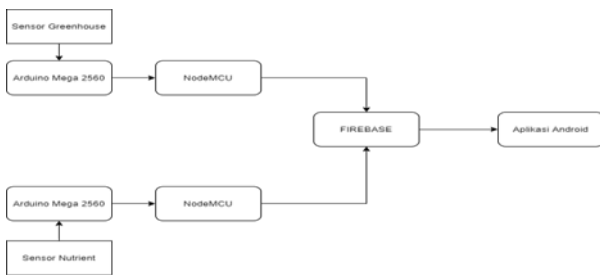 Sensor Greenhouse
Arduino Mega 2560
NodeMCU
FIREBASE
Aplikasi Android
Arduino Mega 2560
NodeMCU
Sensor Nutrient